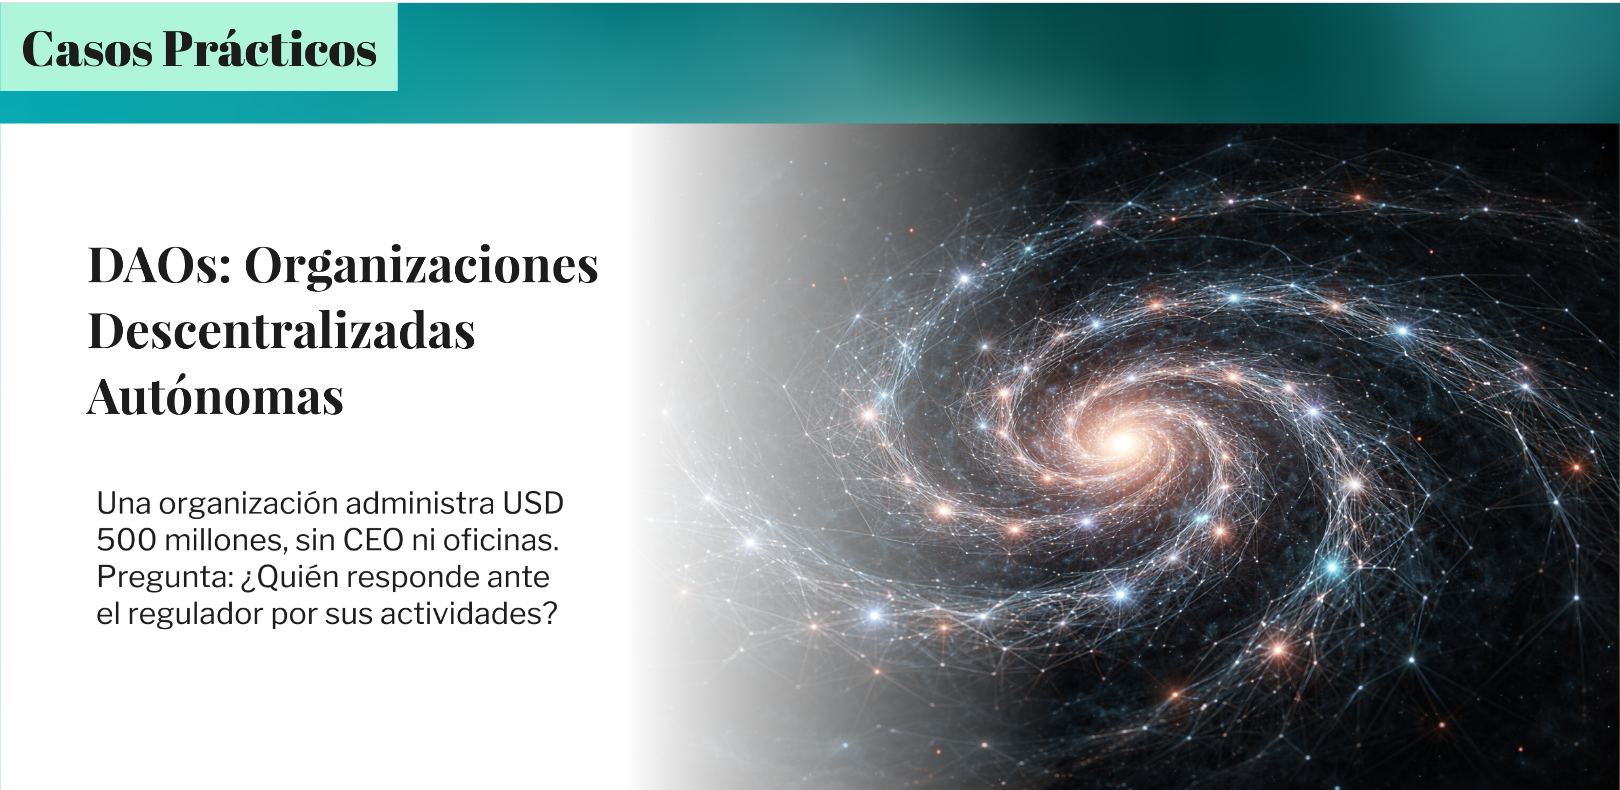 Casos Prácticos
DAOs: Organizaciones
Descentralizadas
Autónomas
Una organización administra USD
500 millones, sin CEO ni oficinas.
Pregunta: ¿Quién responde ante
el regulador por sus actividades?